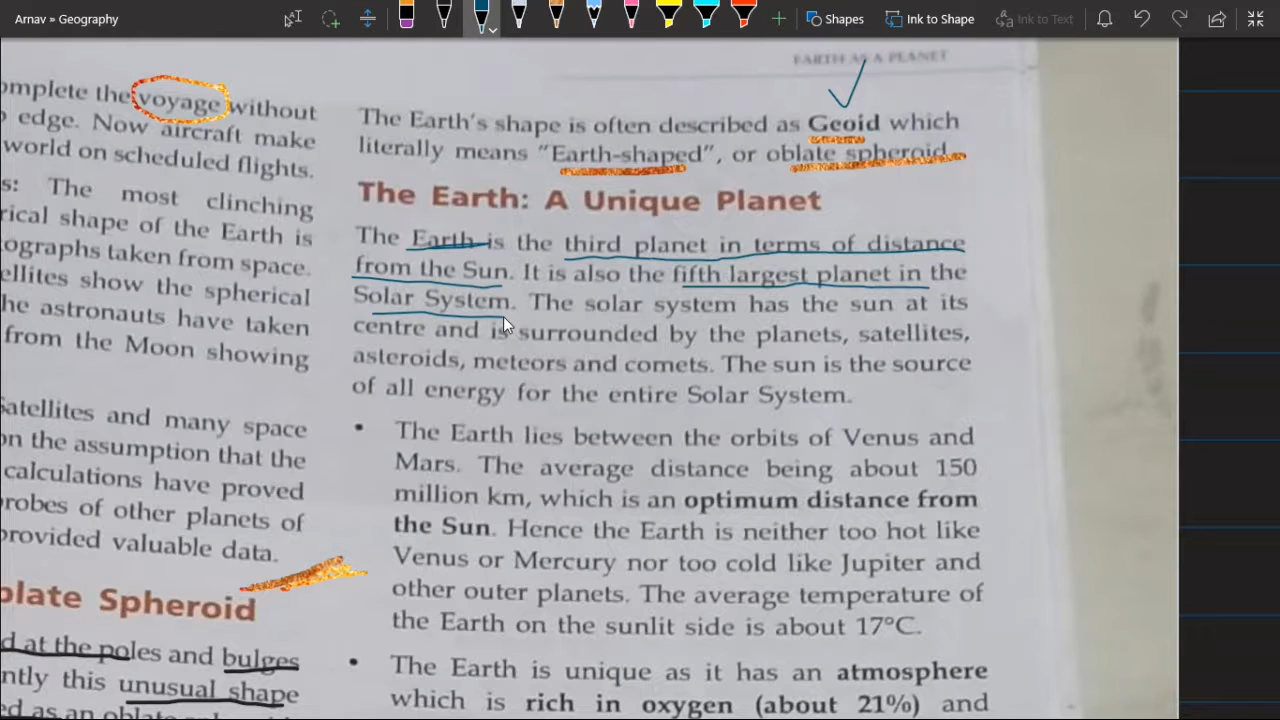 Arnav » Geography
Shapes
Ink to Shape
Ink to Text
EARTH AS A PLANET
complete the voyage without
edge. Now aircraft make
world on scheduled flights.
The most clinching
shape of the Earth is
taken from space.
show the spherical
astronauts have taken
from the Moon showing
Satellites and many space
on the assumption that the
calculations have proved
probes of other planets of
provided valuable data.
Spheroid
at the poles and bulges
this unusual shape
as an oblate
The Earth's shape is often described as Geoid which
literally means "Earth-shaped", or oblate spheroid.
The Earth: A Unique Planet
The Earth is the third planet in terms of distance
from the Sun. It is also the fifth largest planet in the
Solar System. The solar system has the sun at its
centre and is surrounded by the planets, satellites,
asteroids, meteors and comets. The sun is the source
of all energy for the entire Solar System.
• The Earth lies between the orbits of Venus and
Mars. The average distance being about 150
million km, which is an optimum distance from
the Sun. Hence the Earth is neither too hot like
Venus or Mercury nor too cold like Jupiter and
other outer planets. The average temperature of
the Earth on the sunlit side is about 17°C.
• The Earth is unique as it has an atmosphere
which is rich in oxygen (about 21%) and